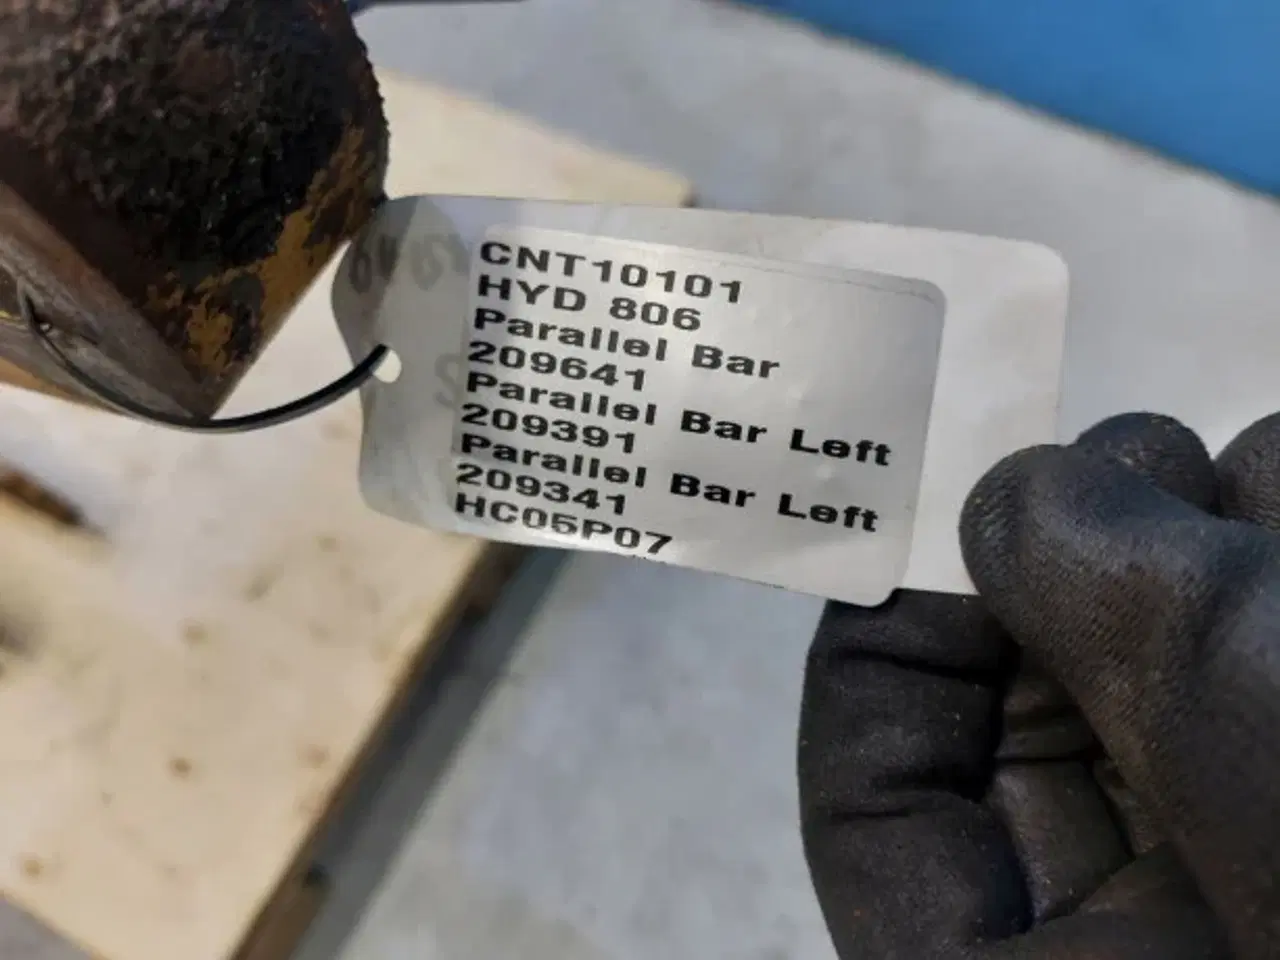 CNT10101
HYD 806
Parallel Bar
209641
Parallel Bar Left
209391
Parallel Bar Left
209341
HC05P07